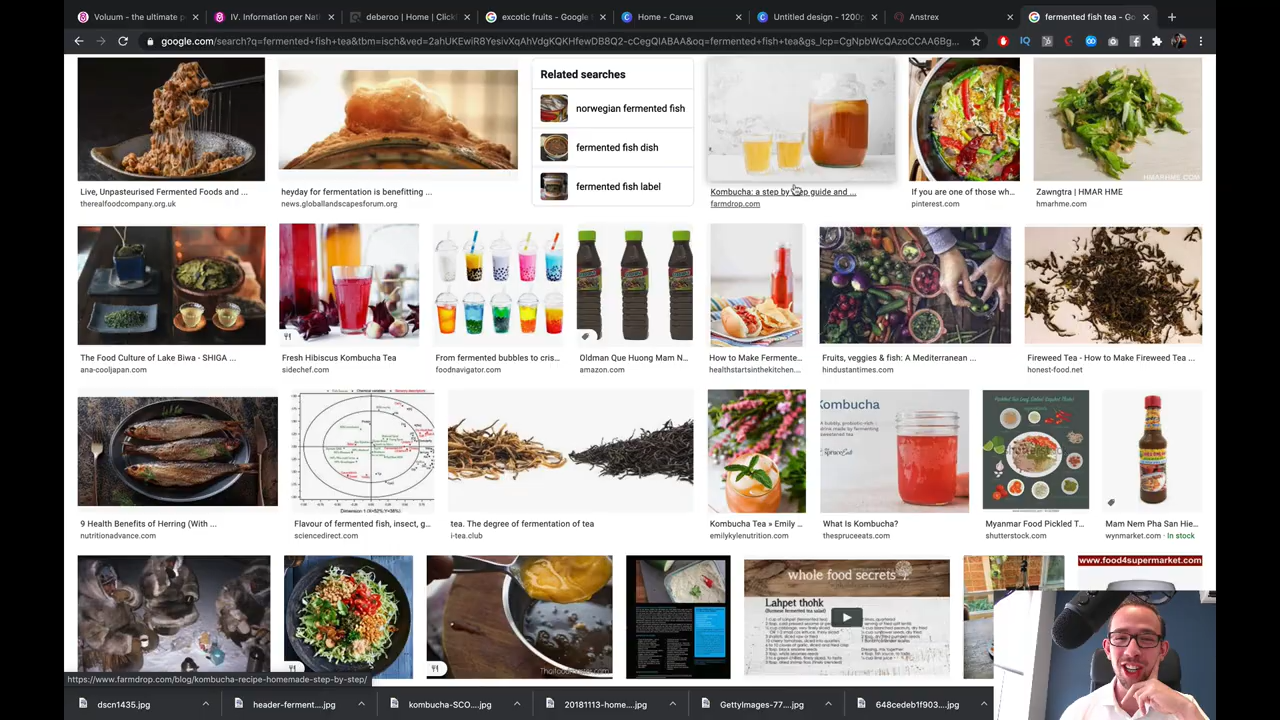 Voluum - the ultimate p
IV. Information per Nati
deberoo | Home | Clickf
excotic fruits - Google S
Home - Canva
Untitled design - 1200p
Anstrex
fermented fish tea - Go
google.com/search?q=fermented+fish+tea&tbm=isch&ved=2ahUKEwiR8YesivXqAhVdgKQKHfewDB8Q2-cCegQIABAA&oq=fermented+fish+tea&gs_lcp=CgNpbWcQAzoCCAA6Bg...
Related searches
norwegian fermented fish
fermented fish dish
fermented fish label
HMARHME.COM
Live, Unpasteurised Fermented Foods and ...
therealfoodcompany.org.uk
heyday for fermentation is benefitting ...
news.globallandscapesforum.org
Kombucha: a step by step guide and ...
farmdrop.com
If you are one of those wh...
pinterest.com
Zawngtra | HMAR HME
hmarhme.com
The Food Culture of Lake Biwa - SHIGA ...
ana-cooljapan.com
Fresh Hibiscus Kombucha Tea
sidechef.com
From fermented bubbles to cris...
foodnavigator.com
Oldman Que Huong Mam N...
amazon.com
How to Make Fermente...
healthstartsinthekitchen....
Fruits, veggies & fish: A Mediterranean ...
hindustantimes.com
Fireweed Tea - How to Make Fireweed Tea ...
honest-food.net
Kombucha
9 Health Benefits of Herring (With ...
nutritionadvance.com
Flavour of fermented fish, insect, g...
sciencedirect.com
tea. The degree of fermentation of tea
i-tea.club
Kombucha Tea » Emily ...
emilykylenutrition.com
What Is Kombucha?
thespruceeats.com
Myanmar Food Pickled T...
shutterstock.com
Mam Nem Pha San Hie...
wynmarket.com · In stock
whole food secrets
Lahpet thohk
www.food4supermarket.com
https://www.farmdrop.com/blog/kombucha-recipe-homemade-step-by-step/
dscn1435.jpg
header-ferment....jpg
kombucha-SCO....jpg
20181113-home....jpg
GettyImages-77....jpg
648cedeb1f903....jpg